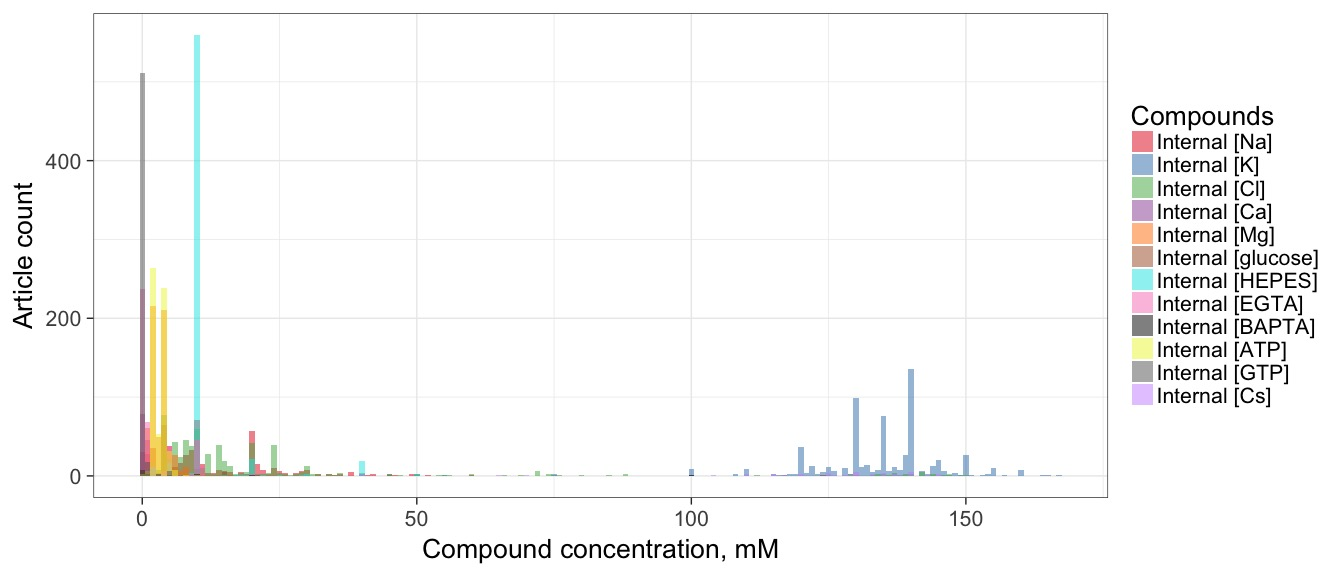 Article count
400
200
0
0
50
100
150
Compound concentration, mM
Compounds
Internal [Na]
Internal [K]
Internal [Cl]
Internal [Ca]
Internal [Mg]
Internal [glucose]
Internal [HEPES]
Internal [EGTA]
Internal [BAPTA]
Internal [ATP]
Internal [GTP]
Internal [Cs]